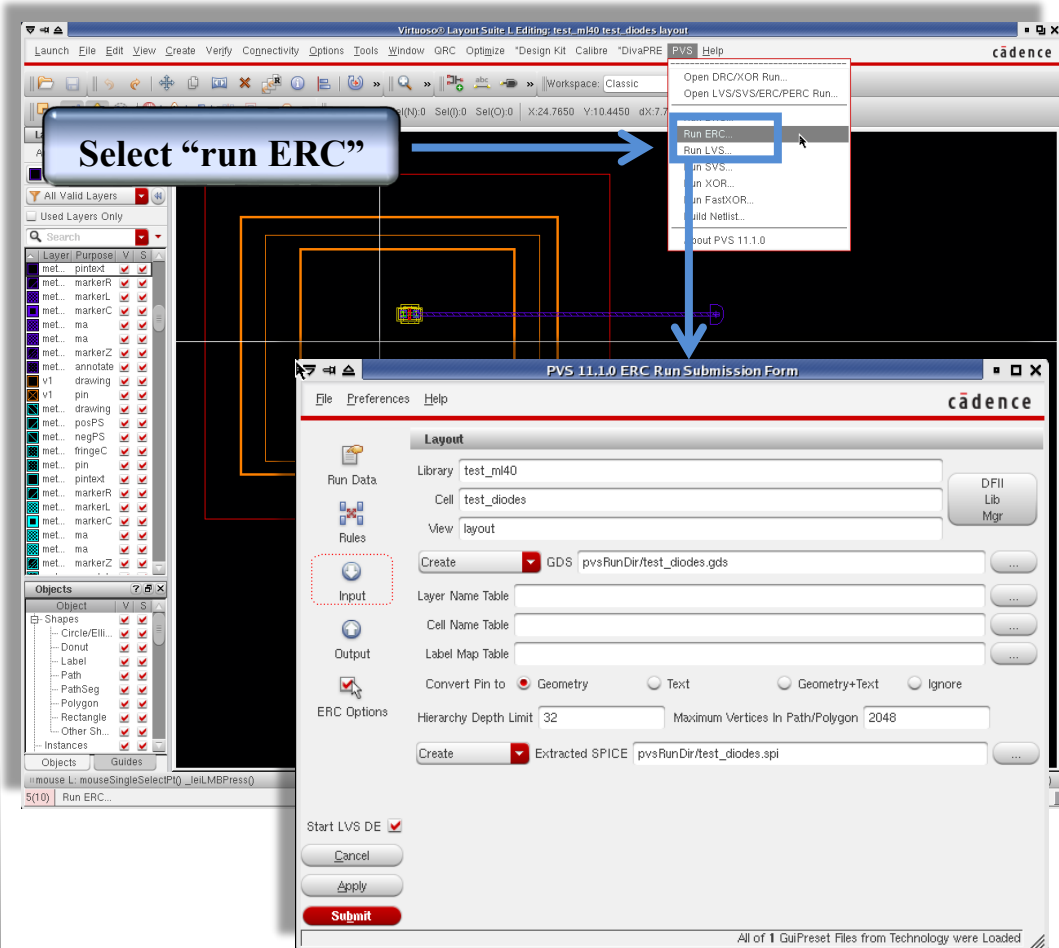 Virtuoso® Layout Suite L Editing: test_ml40 test_diodes layout
Launch File Edit View Create Verify Connectivity Options Tools Window QRC Optimize *Design Kit Calibre *DivaPRE PVS Help
cādence
Workspace: Classic
Sel(N):0 Sel(I):0 Sel(O):0 X:24.7650 Y:10.4450
Open DRC/XOR Run...
Open LVS/SVS/ERC/PERC Run...
Run ERC...
Run LVS...
Run SVS...
Run XOR...
Run FastXOR...
Build Netlist...
About PVS 11.1.0
Select “run ERC”
All Valid Layers
Used Layers Only
Search
Layer Purpose V S
met... pintext
met... markerR
met... markerL
met... markerC
met... ma
met... ma
met... markerZ
met... annotate
v1 drawing
v1 pin
met... drawing
met... posPS
met... negPS
met... fringeC
met... pin
met... pintext
met... markerR
met... markerL
met... markerC
met... ma
met... ma
met... markerZ
Objects
Object V S
Shapes
Circle/Elli...
Donut
Label
Path
PathSeg
Polygon
Rectangle
Other Sh...
Instances
Objects Guides
mouse L: mouseSingleSelectPt() _leiLMBPress()
5(10) Run ERC...
PVS 11.1.0 ERC Run Submission Form
File Preferences Help
cādence
Run Data
Rules
Input
Output
ERC Options
Layout
Library test_ml40
Cell test_diodes
View layout
DFII
Lib
Mgr
Create GDS pvsRunDir/test_diodes.gds ...
Layer Name Table ...
Cell Name Table ...
Label Map Table ...
Convert Pin to Geometry Text Geometry+Text Ignore
Hierarchy Depth Limit 32 Maximum Vertices In Path/Polygon 2048
Create Extracted SPICE pvsRunDir/test_diodes.spi ...
Start LVS DE
Cancel
Apply
Submit
All of 1 GuiPreset Files from Technology were Loaded